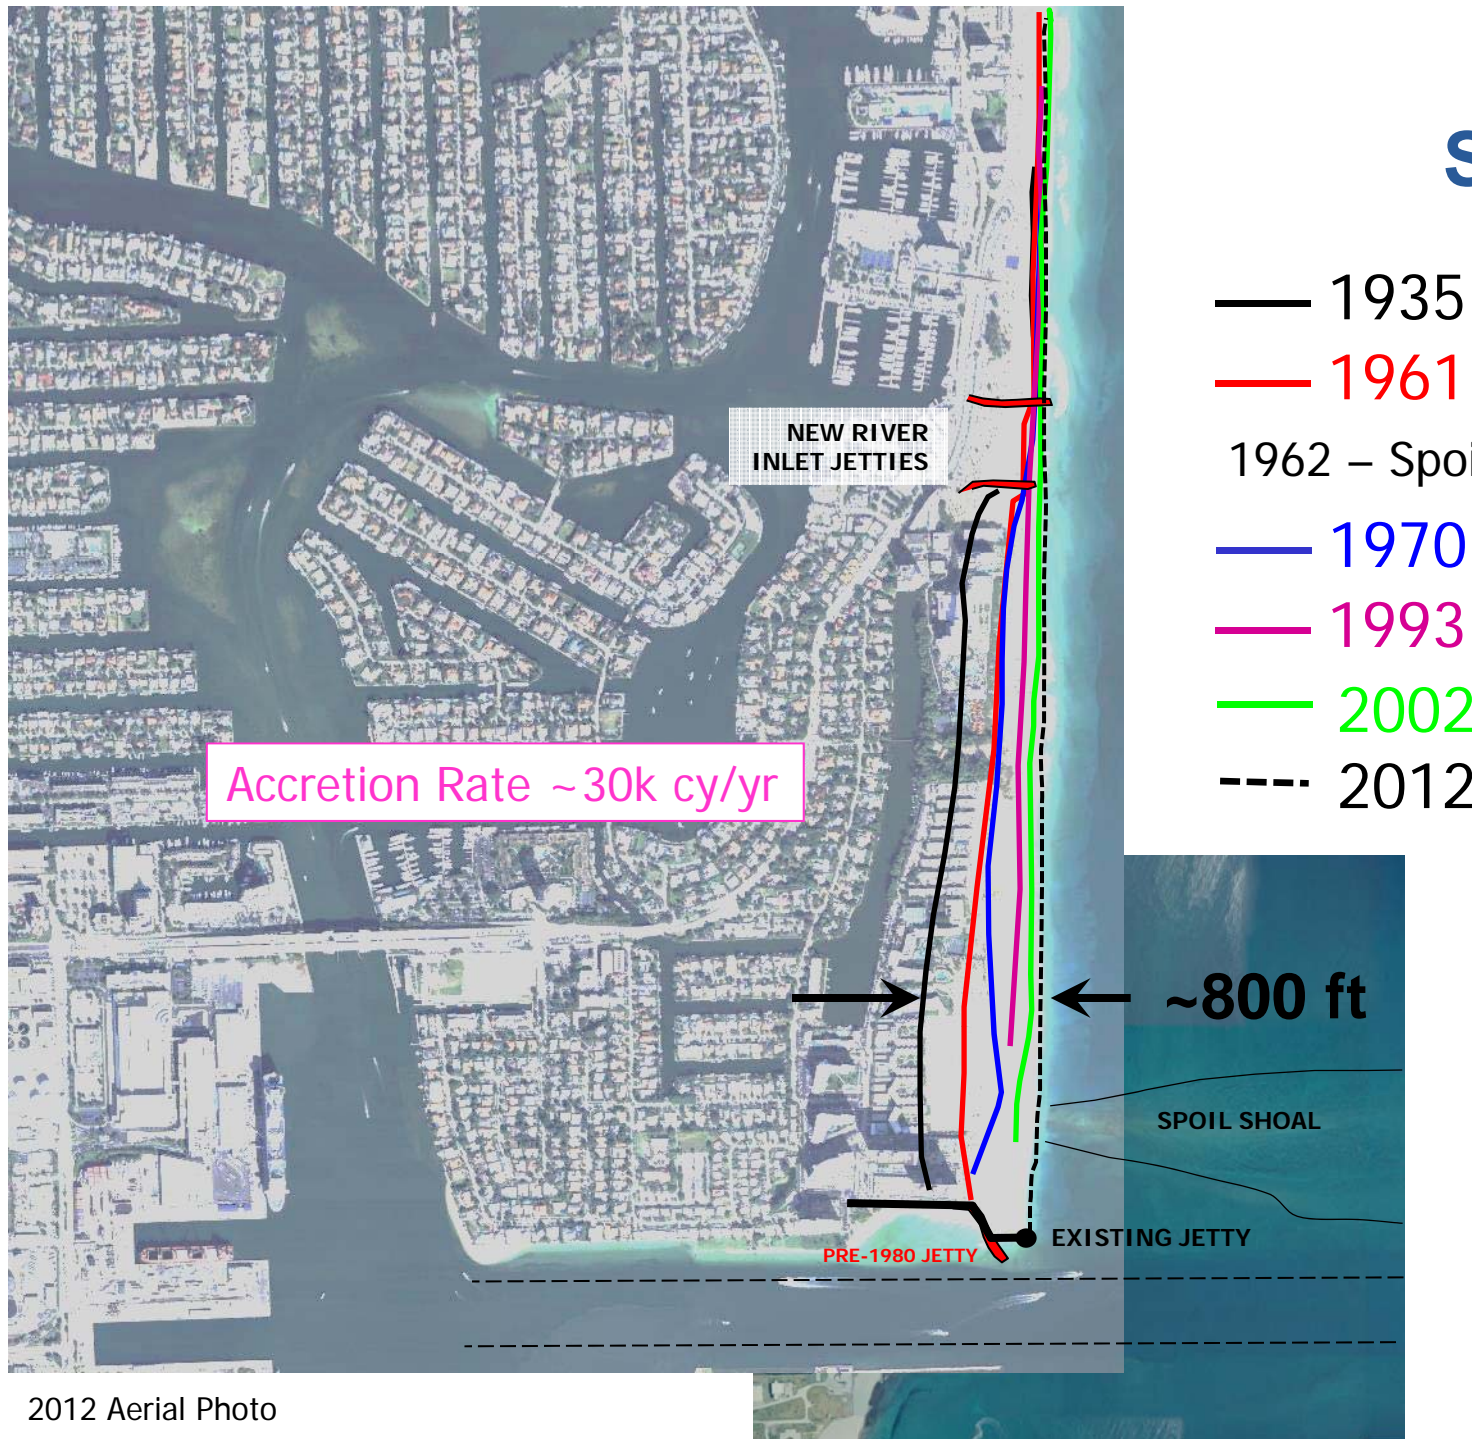 S
1935
1961
1962 – Spoi
1970
1993
2002
2012
NEW RIVER
INLET JETTIES
Accretion Rate ~30k cy/yr
~800 ft
SPOIL SHOAL
EXISTING JETTY
PRE-1980 JETTY
2012 Aerial Photo